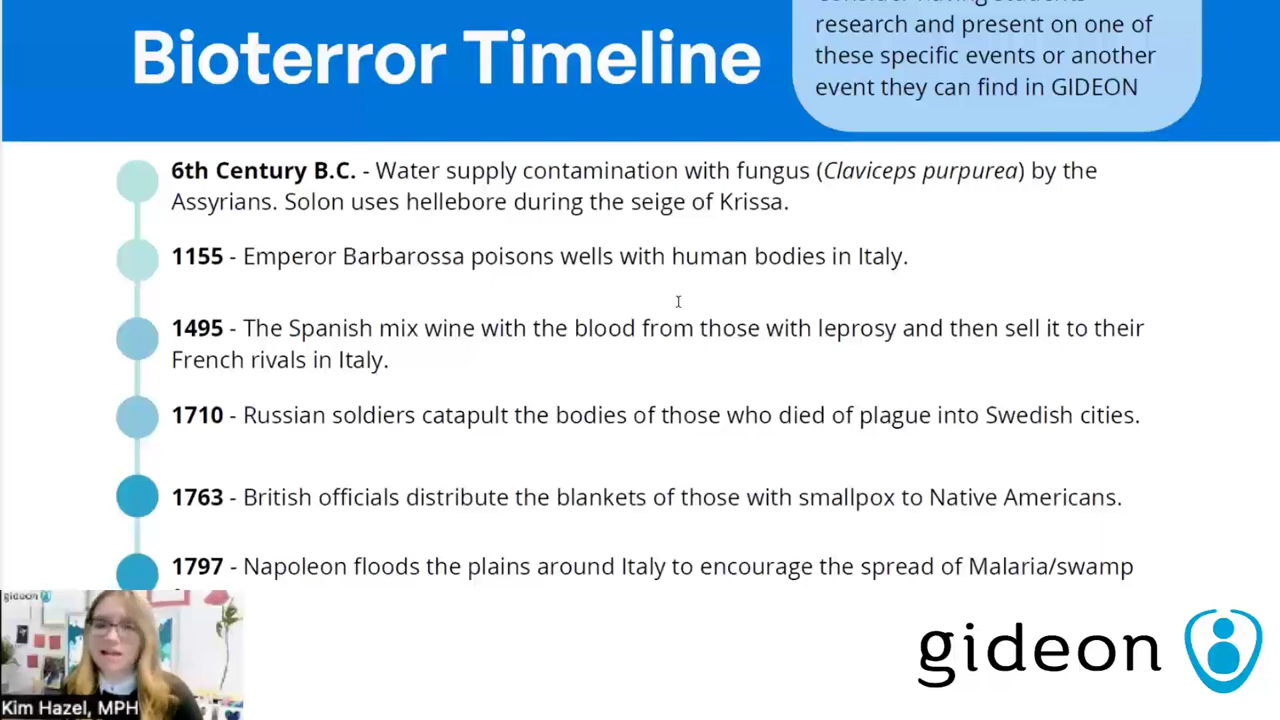 Bioterror Timeline
research and present on one of
these specific events or another
event they can find in GIDEON
6th Century B.C. - Water supply contamination with fungus (Claviceps purpurea) by the
Assyrians. Solon uses hellebore during the seige of Krissa.
1155 - Emperor Barbarossa poisons wells with human bodies in Italy.
1495 - The Spanish mix wine with the blood from those with leprosy and then sell it to their
French rivals in Italy.
1710 - Russian soldiers catapult the bodies of those who died of plague into Swedish cities.
1763 - British officials distribute the blankets of those with smallpox to Native Americans.
1797 - Napoleon floods the plains around Italy to encourage the spread of Malaria/swamp
gideon
Kim Hazel, MPH
gideon